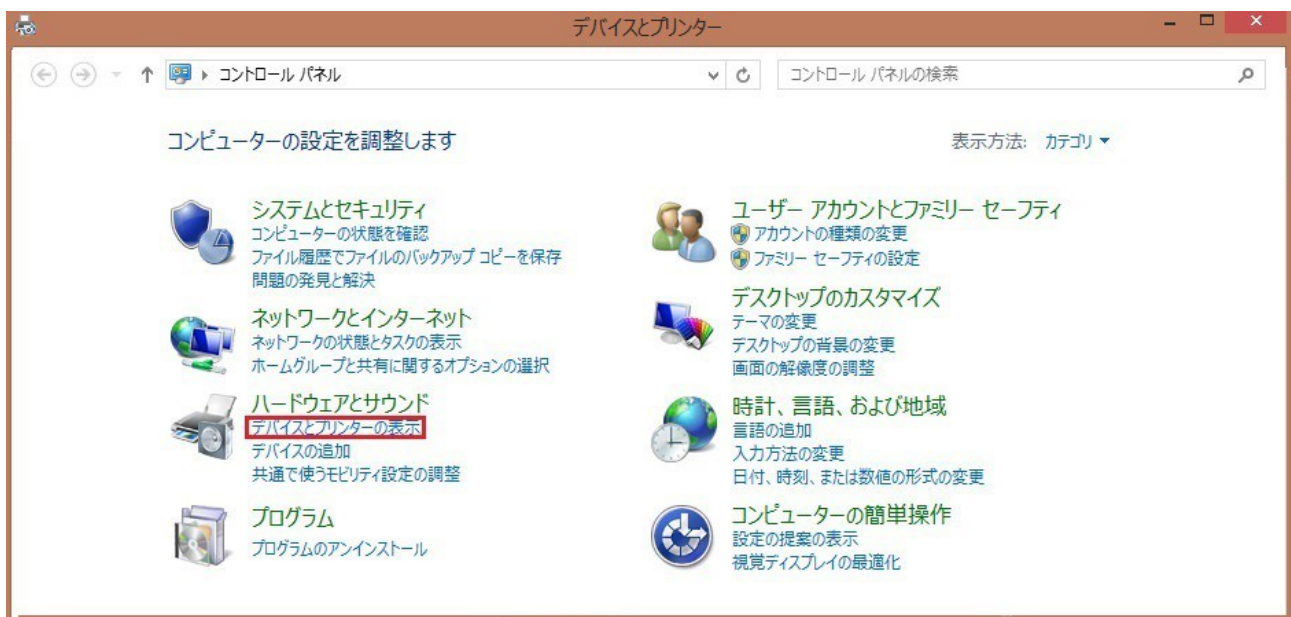 デバイスとプリンター
コントロール パネル
コントロール パネルの検索
コンピューターの設定を調整します
表示方法: カテゴリ
システムとセキュリティ
コンピューターの状態を確認
ファイル履歴でファイルのバックアップ コピーを保存
問題の発見と解決
ネットワークとインターネット
ネットワークの状態とタスクの表示
ホームグループと共有に関するオプションの選択
ハードウェアとサウンド
デバイスとプリンターの表示
デバイスの追加
共通で使うモビリティ設定の調整
プログラム
プログラムのアンインストール
ユーザー アカウントとファミリー セーフティ
アカウントの種類の変更
ファミリー セーフティの設定
デスクトップのカスタマイズ
テーマの変更
デスクトップの背景の変更
画面の解像度の調整
時計、言語、および地域
言語の追加
入力方法の変更
日付、時刻、または数値の形式の変更
コンピューターの簡単操作
設定の提案の表示
視覚ディスプレイの最適化